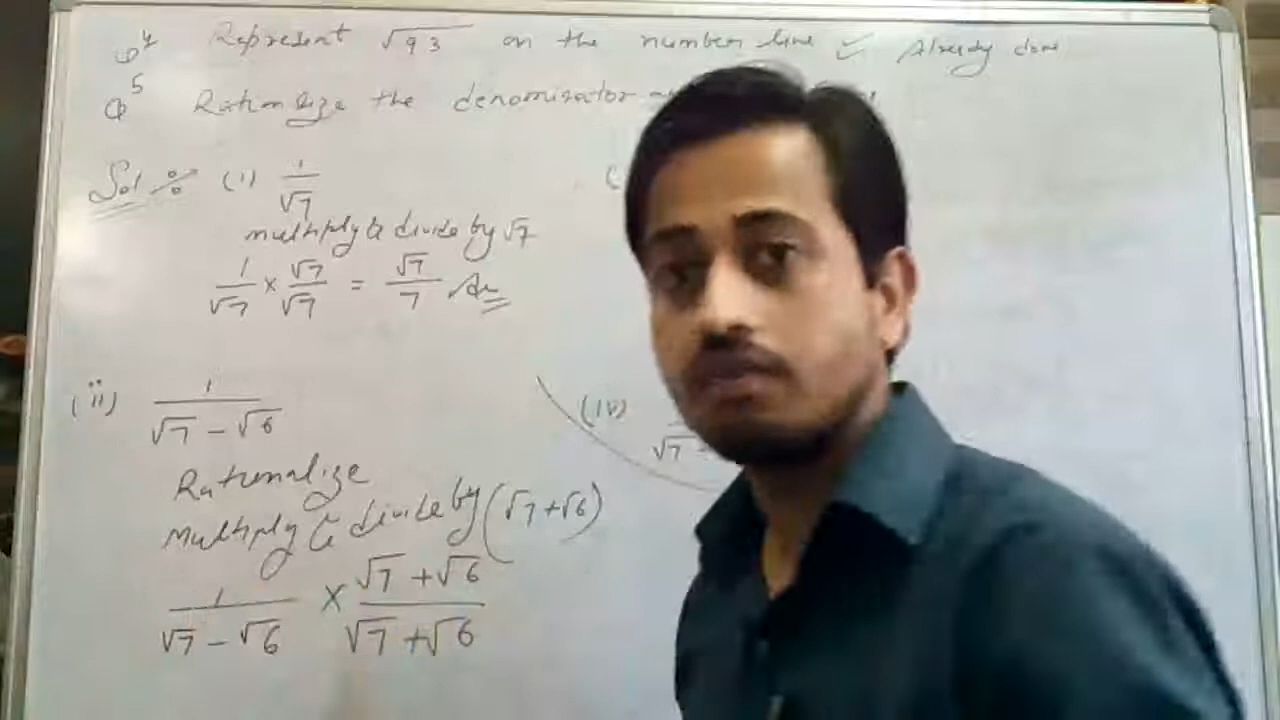 Q4 Represent √93 on the number line ✓ Already done
Q5 Rationalize the denominator
Sol: (i) 1/√7
multiply & divide by √7
1/√7 × √7/√7 = √7/7 Ans
(ii) 1/(√7 - √6)
(iv) √7 -
Rationalize
Multiply & divide by (√7+√6)
1/(√7 - √6) × (√7 + √6)/(√7 + √6)